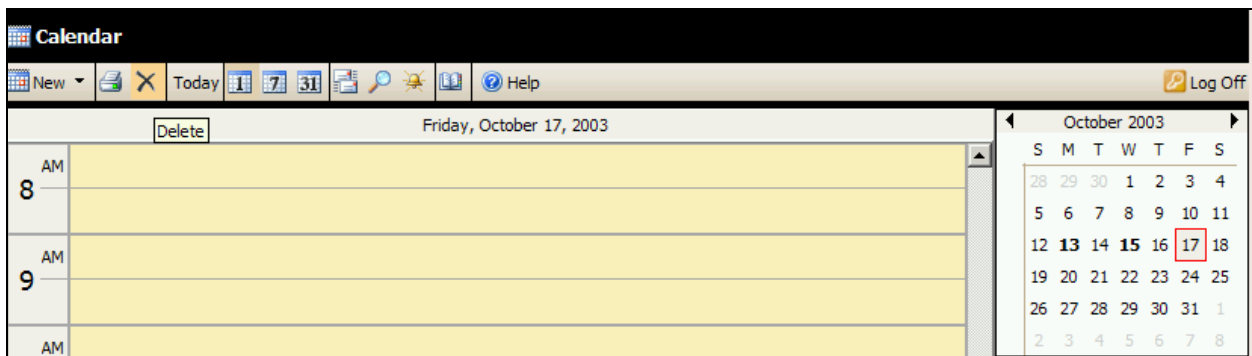 Calendar
New Today 1 7 31 Help Log Off
Delete
Friday, October 17, 2003
October 2003
S M T W T F S
28 29 30 1 2 3 4
5 6 7 8 9 10 11
12 13 14 15 16 17 18
19 20 21 22 23 24 25
26 27 28 29 30 31 1
2 3 4 5 6 7 8
8 AM
9 AM
AM